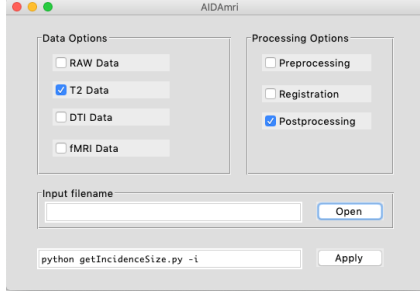 AIDAmri
Data Options
RAW Data
T2 Data
DTI Data
fMRI Data
Processing Options
Preprocessing
Registration
Postprocessing
Input filename
Open
python getIncidenceSize.py -i
Apply